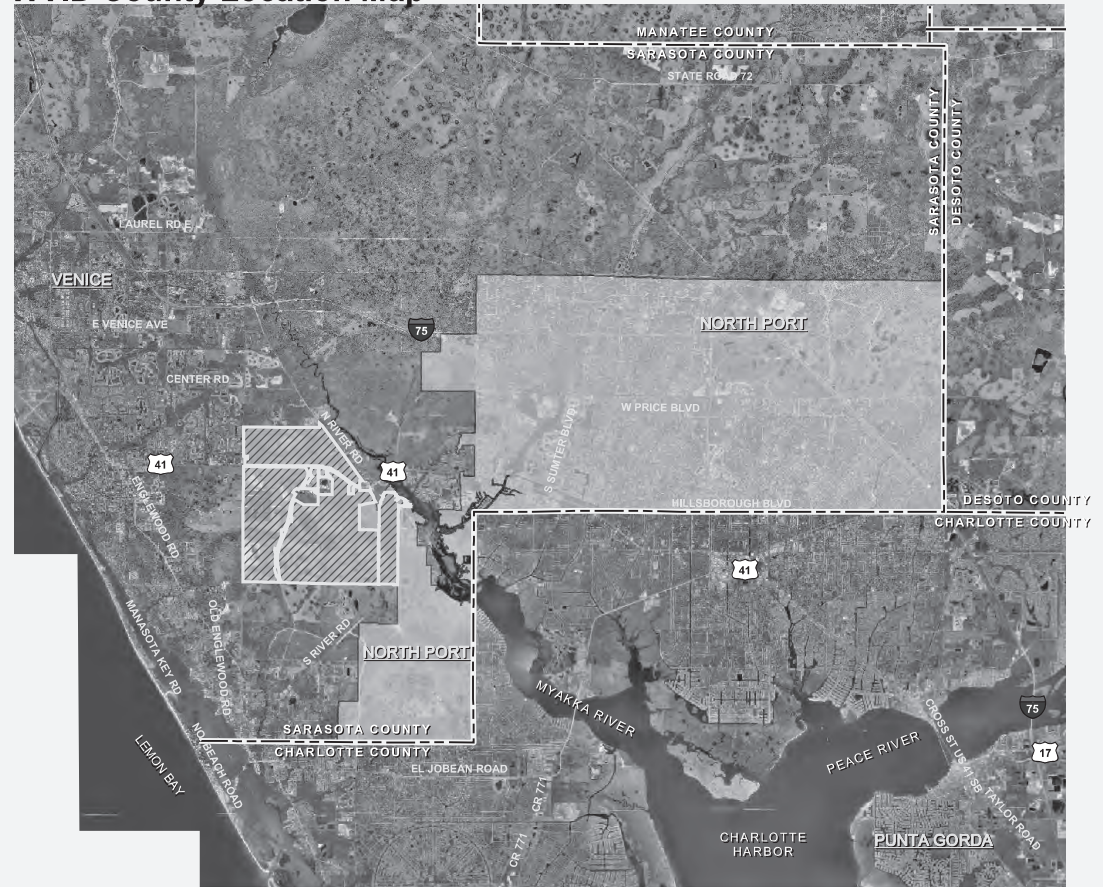 County Location Map
MANATEE COUNTY
SARASOTA COUNTY
STATE ROAD 72
SARASOTA COUNTY
DESOTO COUNTY
LAUREL RD E
VENICE
E VENICE AVE
75
NORTH PORT
CENTER RD
W PRICE BLVD
N RIVER RD
S SUMTER BLVD
41
41
ENGLEWOOD RD
HILLSBOROUGH BLVD
DESOTO COUNTY
CHARLOTTE COUNTY
41
MANASOTA KEY RD
OLD ENGLEWOOD RD
S RIVER RD
NORTH PORT
MYAKKA RIVER
SARASOTA COUNTY
CHARLOTTE COUNTY
LEMON BAY
NO BEACH ROAD
EL JOBEAN ROAD
CR 771
CR 771
PEACE RIVER
CROSS ST US 41 SB
75
17
TAYLOR ROAD
CHARLOTTE
HARBOR
PUNTA GORDA